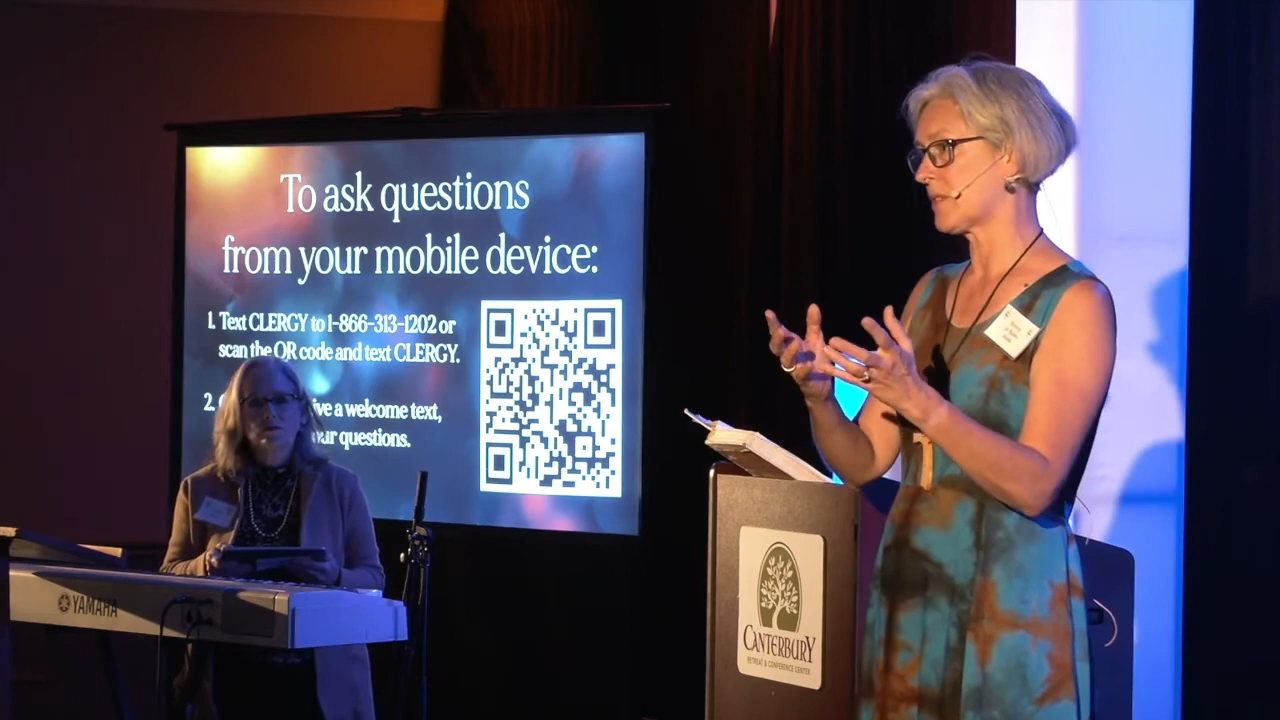 To ask questions
from your mobile device:
1. Text CLERGY to 1-866-313-1202 or
scan the QR code and text CLERGY.
2. ive a welcome text,
ur questions.
YAMAHA
CANTERBURY
RETREAT & CONFERENCE CENTER